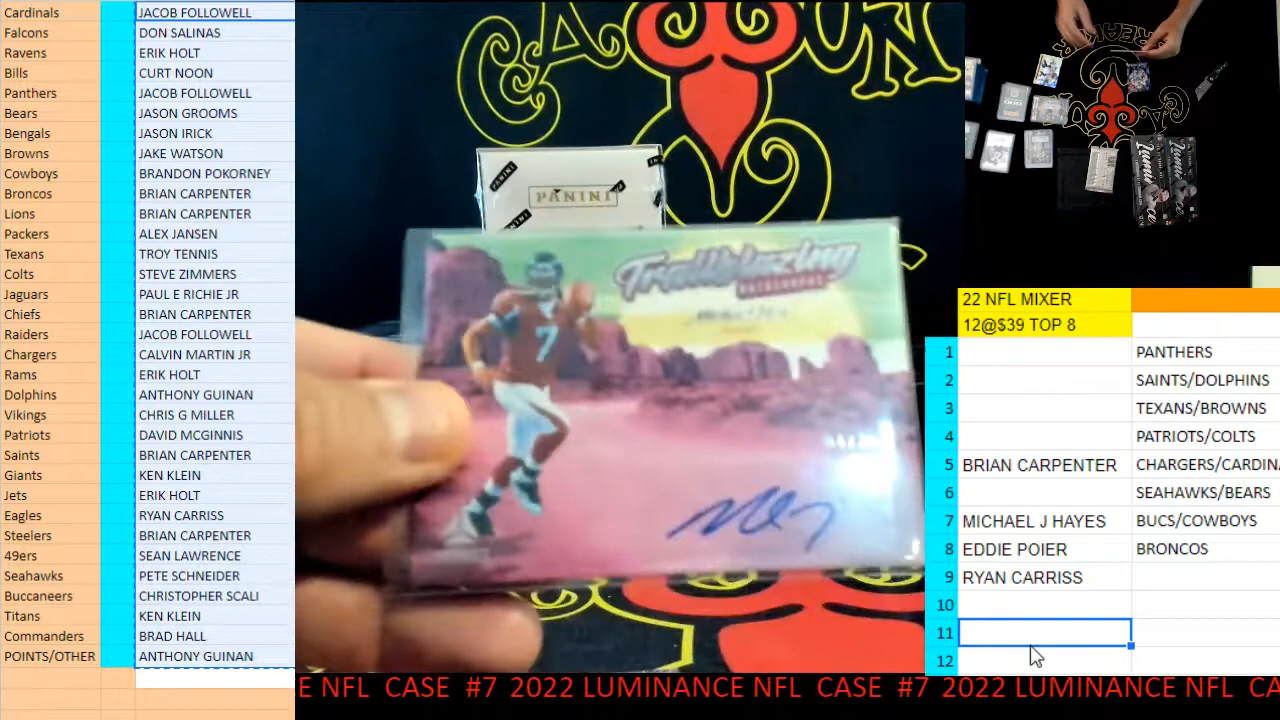 Cardinals JACOB FOLLOWELL
Falcons DON SALINAS
Ravens ERIK HOLT
Bills CURT NOON
Panthers JACOB FOLLOWELL
Bears JASON GROOMS
Bengals JASON IRICK
Browns JAKE WATSON
Cowboys BRANDON POKORNEY
Broncos BRIAN CARPENTER
Lions BRIAN CARPENTER
Packers ALEX JANSEN
Texans TROY TENNIS
Colts STEVE ZIMMERS
Jaguars PAUL E RICHIE JR
Chiefs BRIAN CARPENTER
Raiders JACOB FOLLOWELL
Chargers CALVIN MARTIN JR
Rams ERIK HOLT
Dolphins ANTHONY GUINAN
Vikings CHRIS G MILLER
Patriots DAVID MCGINNIS
Saints BRIAN CARPENTER
Giants KEN KLEIN
Jets ERIK HOLT
Eagles RYAN CARRISS
Steelers BRIAN CARPENTER
49ers SEAN LAWRENCE
Seahawks PETE SCHNEIDER
Buccaneers CHRISTOPHER SCALI
Titans KEN KLEIN
Commanders BRAD HALL
POINTS/OTHER ANTHONY GUINAN
PANINI
PANINI
Trailblazing
AUTOGRAPHS
7
Lumi
22 NFL MIXER
12@$39 TOP 8
1 PANTHERS
2 SAINTS/DOLPHINS
3 TEXANS/BROWNS
4 PATRIOTS/COLTS
5 BRIAN CARPENTER CHARGERS/CARDINA
6 SEAHAWKS/BEARS
7 MICHAEL J HAYES BUCS/COWBOYS
8 EDDIE POIER BRONCOS
9 RYAN CARRISS
10
11
12
E NFL CASE #7 2022 LUMINANCE NFL CASE #7 2022 LUMINANCE NFL CA